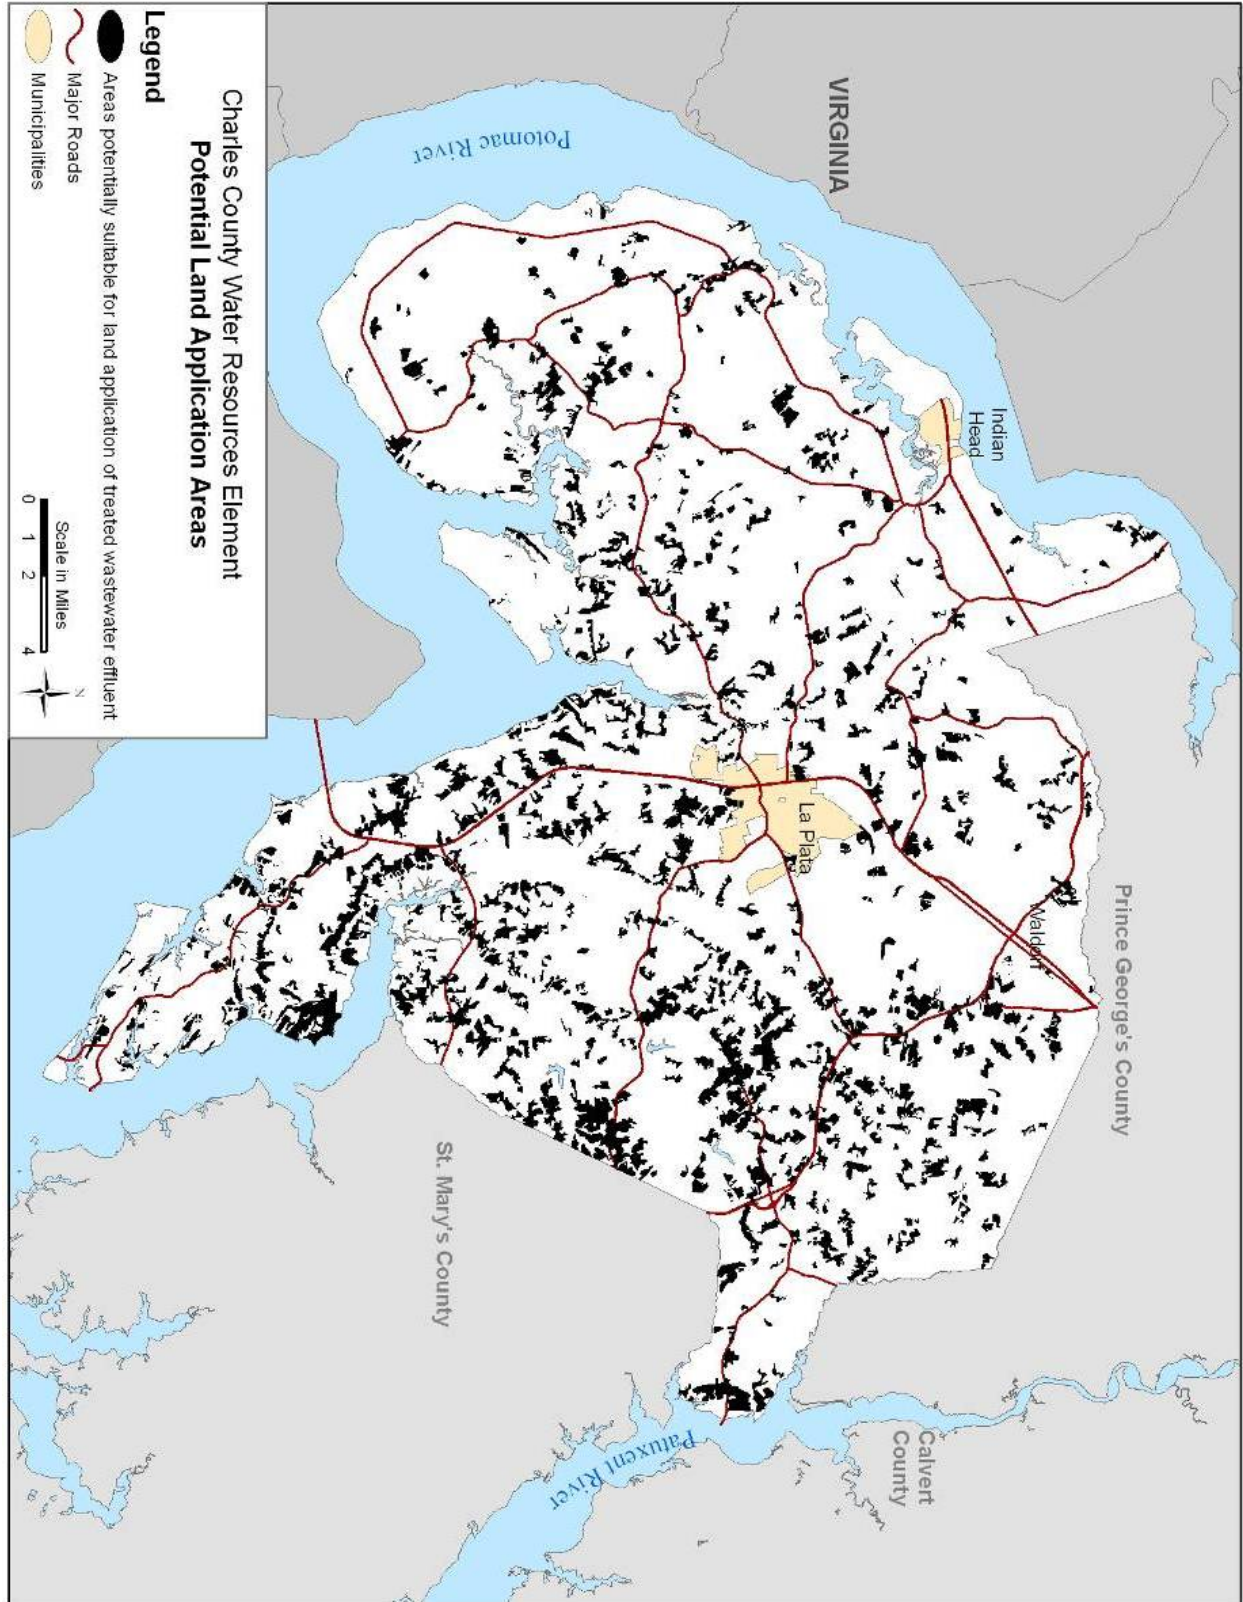 VIRGINIA
Potomac River
Indian
Head
La Plata
Waldorf
Prince George's County
St. Mary's County
Calvert
County
Patuxent River
Charles County Water Resources Element
Potential Land Application Areas
Legend
Areas potentially suitable for land application of treated wastewater effluent
Major Roads
Municipalities
Scale in Miles
0 1 2 4
N